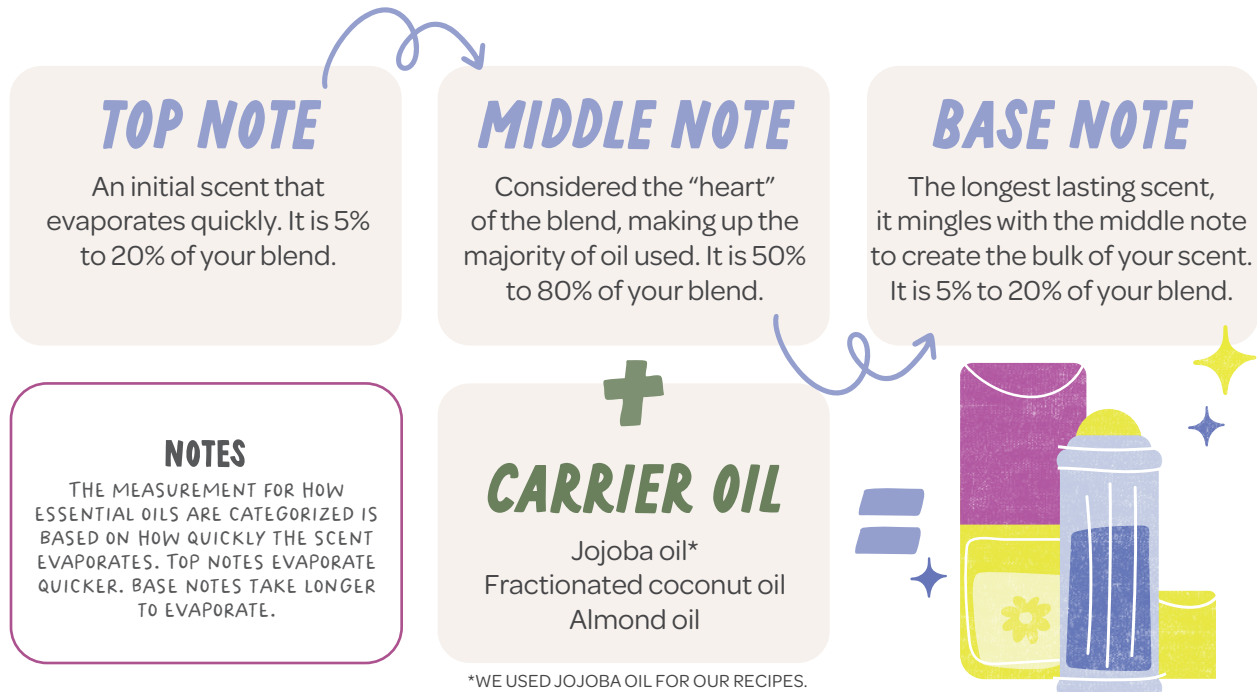 TOP NOTE
An initial scent that
evaporates quickly. It is 5%
to 20% of your blend.
MIDDLE NOTE
Considered the “heart”
of the blend, making up the
majority of oil used. It is 50%
to 80% of your blend.
BASE NOTE
The longest lasting scent,
it mingles with the middle note
to create the bulk of your scent.
It is 5% to 20% of your blend.
NOTES
THE MEASUREMENT FOR HOW
ESSENTIAL OILS ARE CATEGORIZED IS
BASED ON HOW QUICKLY THE SCENT
EVAPORATES. TOP NOTES EVAPORATE
QUICKER. BASE NOTES TAKE LONGER
TO EVAPORATE.
+
CARRIER OIL
Jojoba oil*
Fractionated coconut oil
Almond oil
*WE USED JOJOBA OIL FOR OUR RECIPES.
=